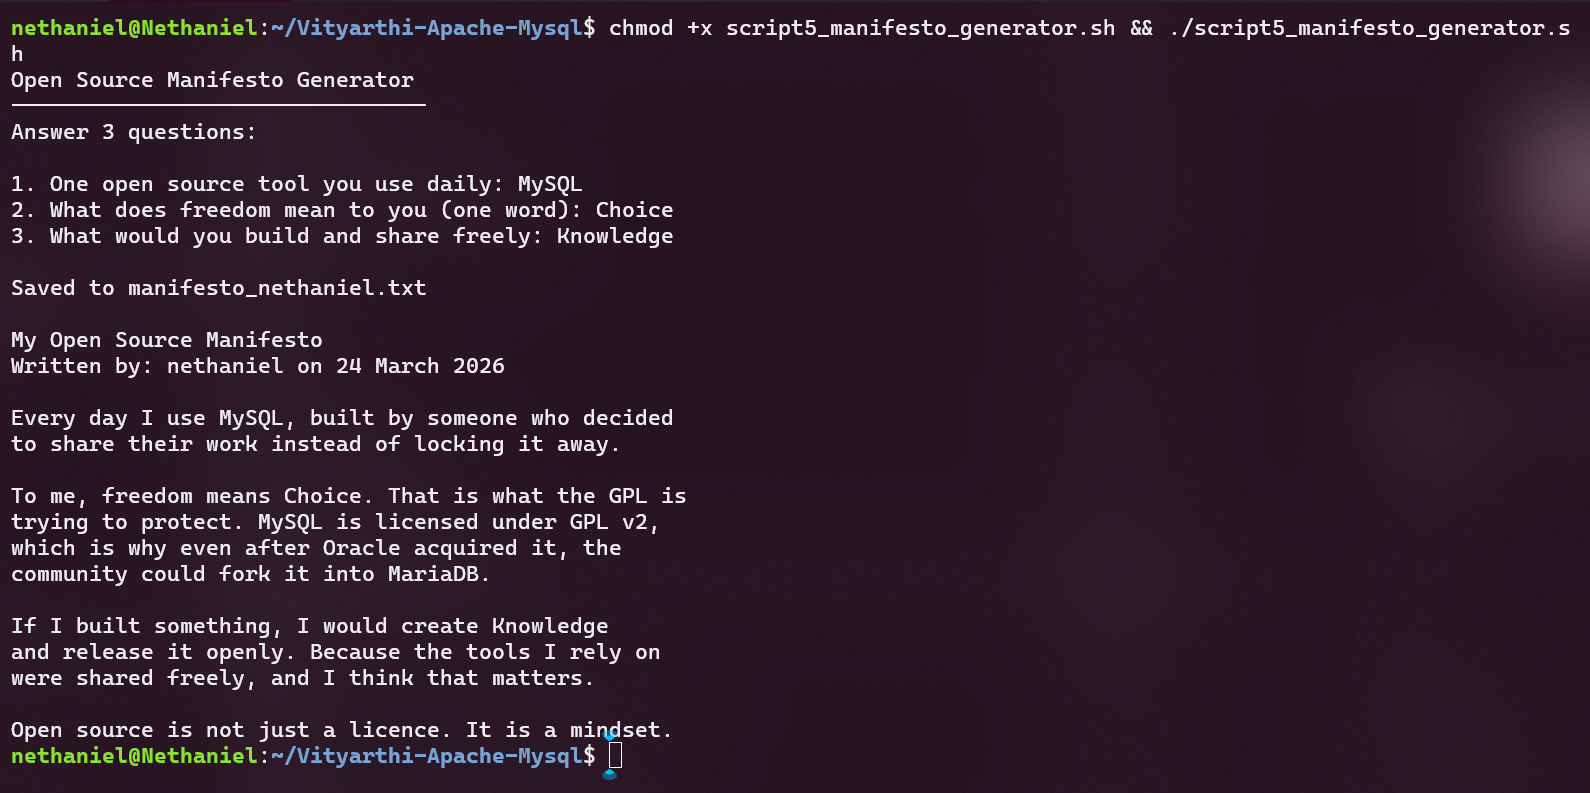 nethaniel@Nethaniel:~/Vityarthi-Apache-Mysql$ chmod +x script5_manifesto_generator.sh && ./script5_manifesto_generator.s
h
Open Source Manifesto Generator
Answer 3 questions:
1. One open source tool you use daily: MySQL
2. What does freedom mean to you (one word): Choice
3. What would you build and share freely: Knowledge
Saved to manifesto_nethaniel.txt
My Open Source Manifesto
Written by: nethaniel on 24 March 2026
Every day I use MySQL, built by someone who decided
to share their work instead of locking it away.
To me, freedom means Choice. That is what the GPL is
trying to protect. MySQL is licensed under GPL v2,
which is why even after Oracle acquired it, the
community could fork it into MariaDB.
If I built something, I would create Knowledge
and release it openly. Because the tools I rely on
were shared freely, and I think that matters.
Open source is not just a licence. It is a mindset.
nethaniel@Nethaniel:~/Vityarthi-Apache-Mysql$